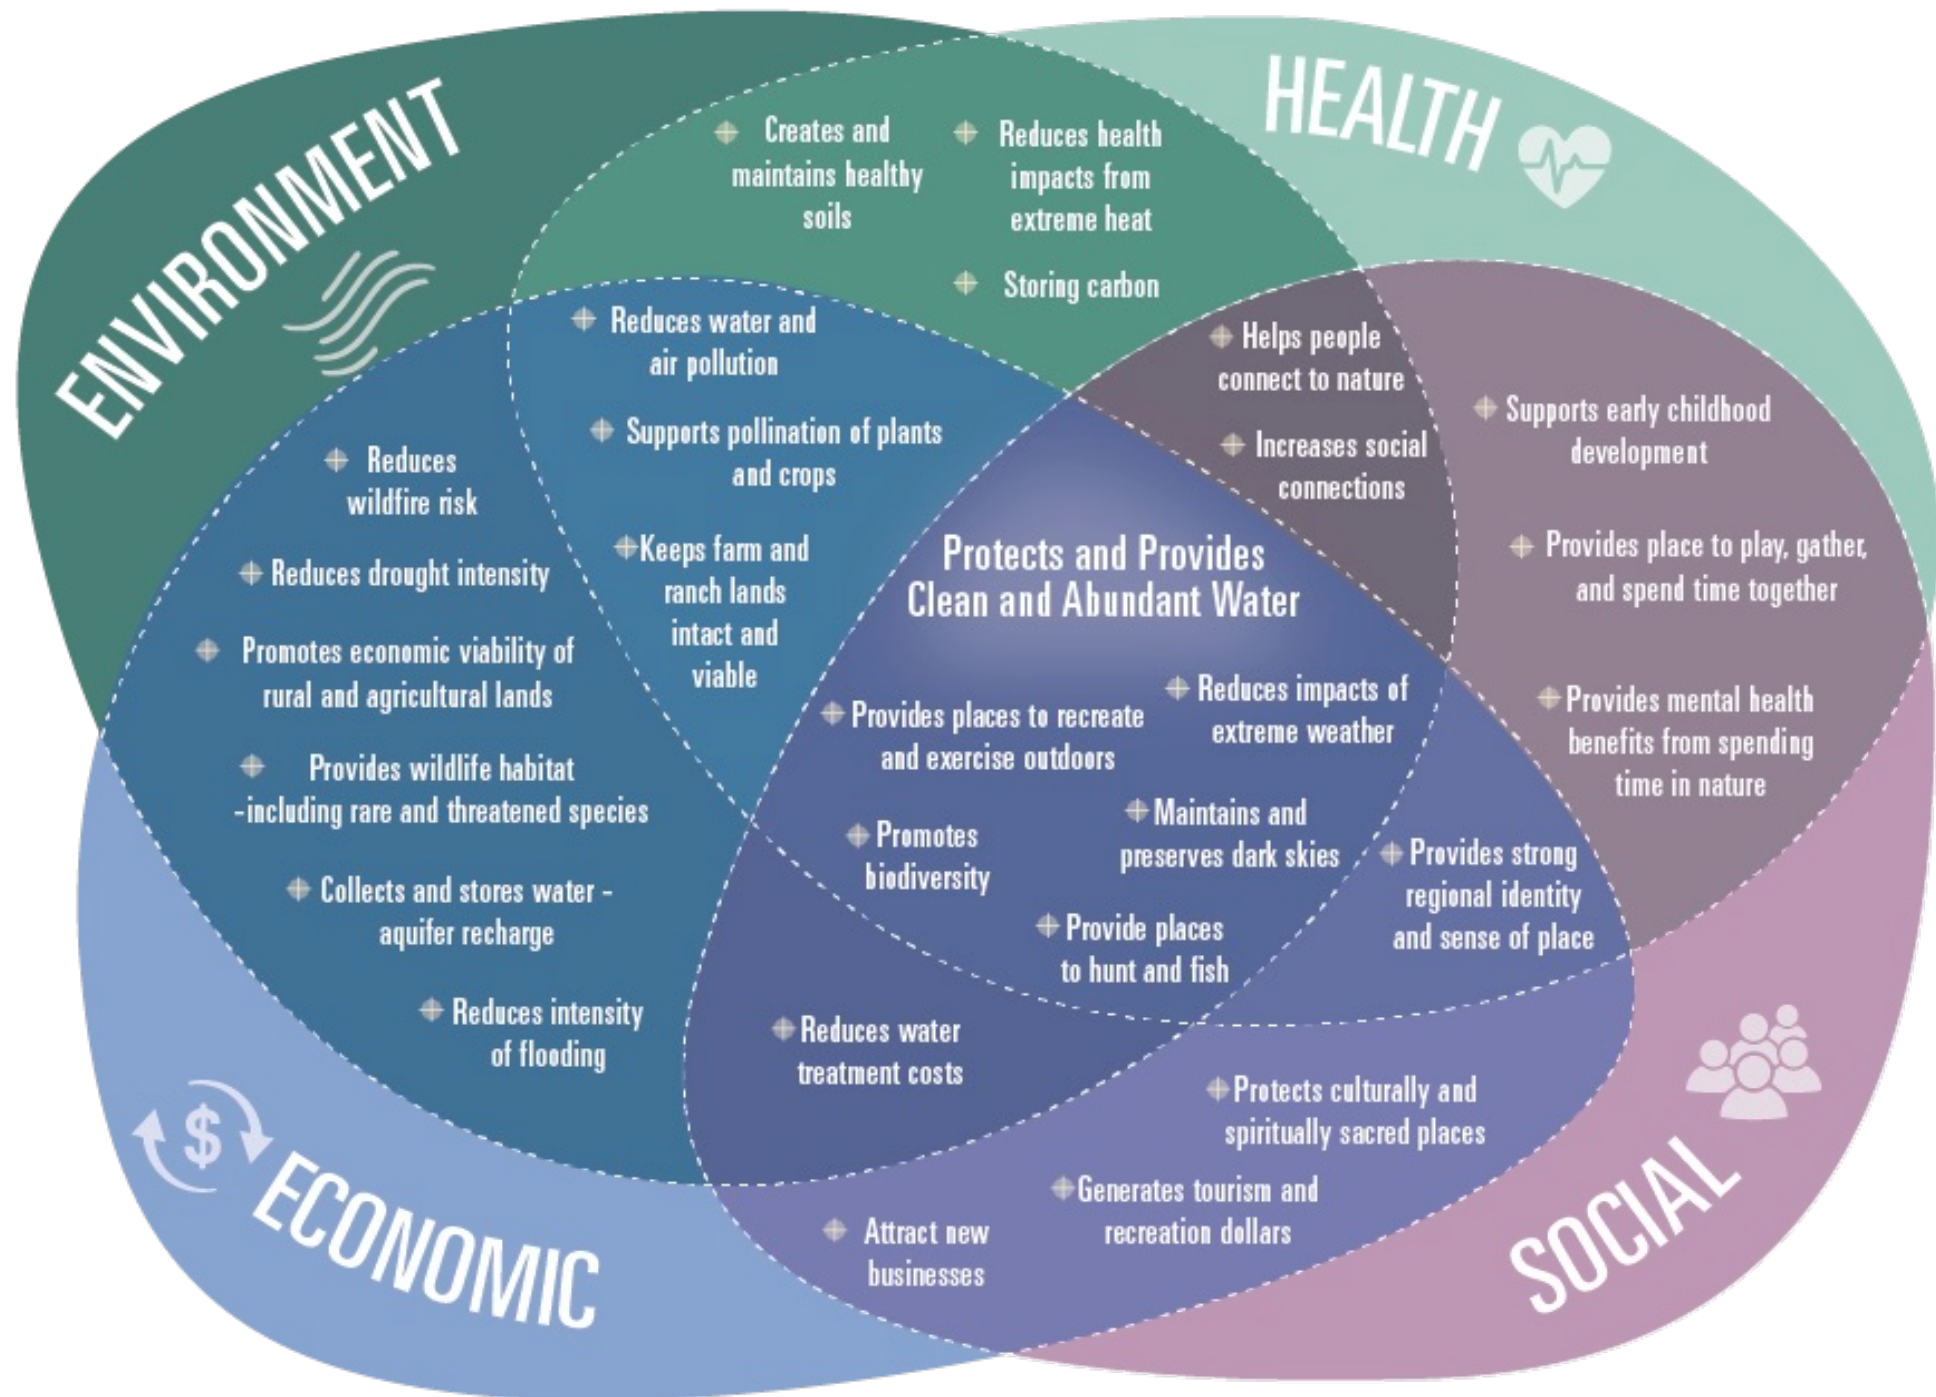 ENVIRONMENT
HEALTH
Creates and
maintains healthy
soils
Reduces health
impacts from
extreme heat
Storing carbon
Reduces water and
air pollution
Supports pollination of plants
and crops
Keeps farm and
ranch lands
intact and
viable
Helps people
connect to nature
Increases social
connections
Supports early childhood
development
Provides place to play, gather,
and spend time together
Provides mental health
benefits from spending
time in nature
Reduces
wildfire risk
Reduces drought intensity
Promotes economic viability of
rural and agricultural lands
Provides wildlife habitat
-including rare and threatened species
Collects and stores water -
aquifer recharge
Reduces intensity
of flooding
Protects and Provides
Clean and Abundant Water
Provides places to recreate
and exercise outdoors
Reduces impacts of
extreme weather
Promotes
biodiversity
Maintains and
preserves dark skies
Provide places
to hunt and fish
Provides strong
regional identity
and sense of place
Reduces water
treatment costs
Protects culturally and
spiritually sacred places
Generates tourism and
recreation dollars
Attract new
businesses
$
ECONOMIC
SOCIAL